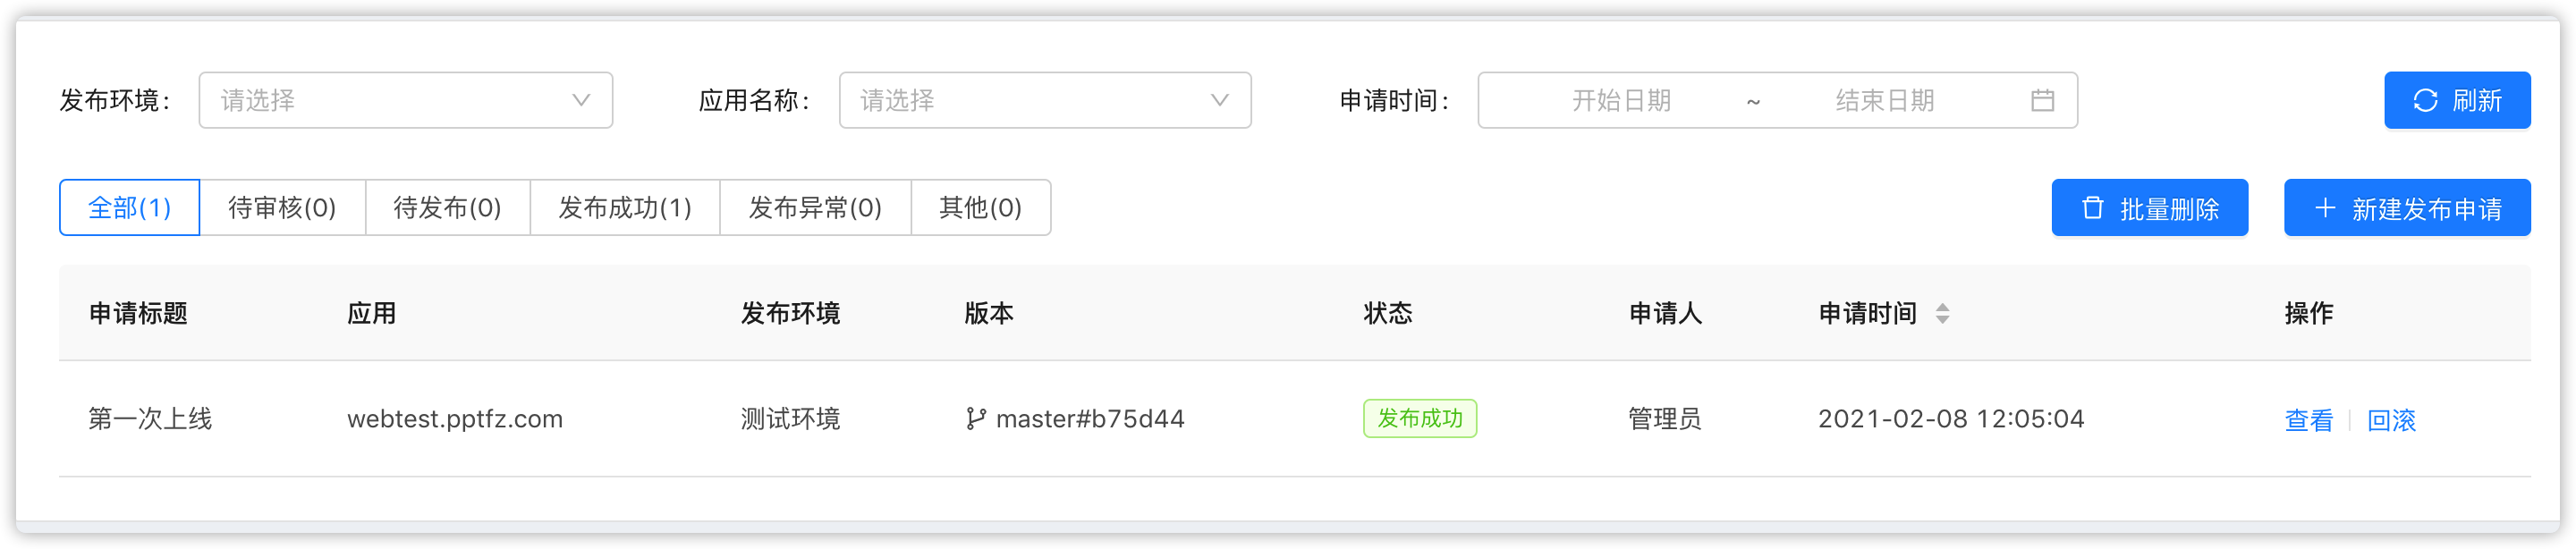 发布环境： 请选择 应用名称： 请选择 申请时间： 开始日期 ~ 结束日期 刷新
全部(1) 待审核(0) 待发布(0) 发布成功(1) 发布异常(0) 其他(0) 批量删除 新建发布申请
申请标题 应用 发布环境 版本 状态 申请人 申请时间 操作
第一次上线 webtest.pptfz.com 测试环境 master#b75d44 发布成功 管理员 2021-02-08 12:05:04 查看 回滚